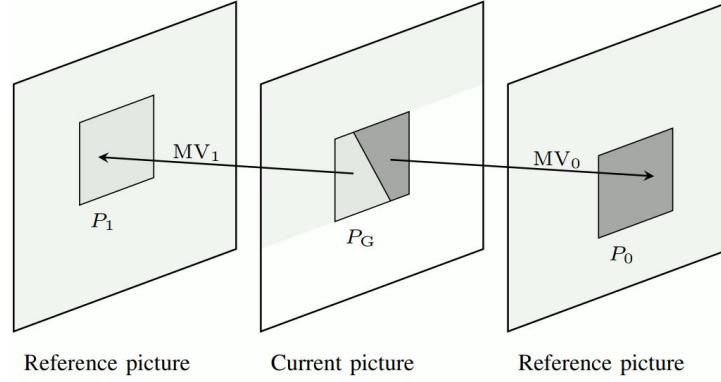 MV₁
MV₀
P₁
P_G
P₀
Reference picture
Current picture
Reference picture